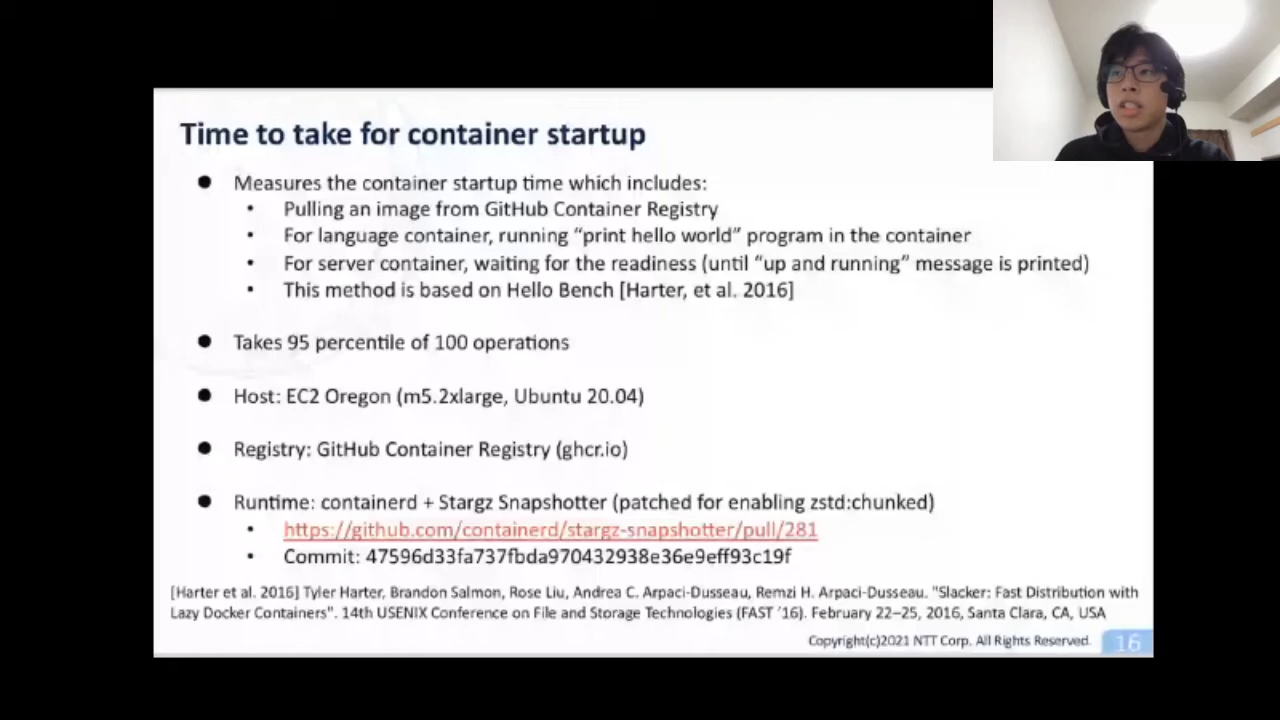 Time to take for container startup
● Measures the container startup time which includes:
• Pulling an image from GitHub Container Registry
• For language container, running “print hello world” program in the container
• For server container, waiting for the readiness (until “up and running” message is printed)
• This method is based on Hello Bench [Harter, et al. 2016]
● Takes 95 percentile of 100 operations
● Host: EC2 Oregon (m5.2xlarge, Ubuntu 20.04)
● Registry: GitHub Container Registry (ghcr.io)
● Runtime: containerd + Stargz Snapshotter (patched for enabling zstd:chunked)
• https://github.com/containerd/stargz-snapshotter/pull/281
• Commit: 47596d33fa737fbda970432938e36e9eff93c19f
[Harter et al. 2016] Tyler Harter, Brandon Salmon, Rose Liu, Andrea C. Arpaci-Dusseau, Remzi H. Arpaci-Dusseau. "Slacker: Fast Distribution with
Lazy Docker Containers". 14th USENIX Conference on File and Storage Technologies (FAST ’16). February 22–25, 2016, Santa Clara, CA, USA
Copyright(c)2021 NTT Corp. All Rights Reserved.
16